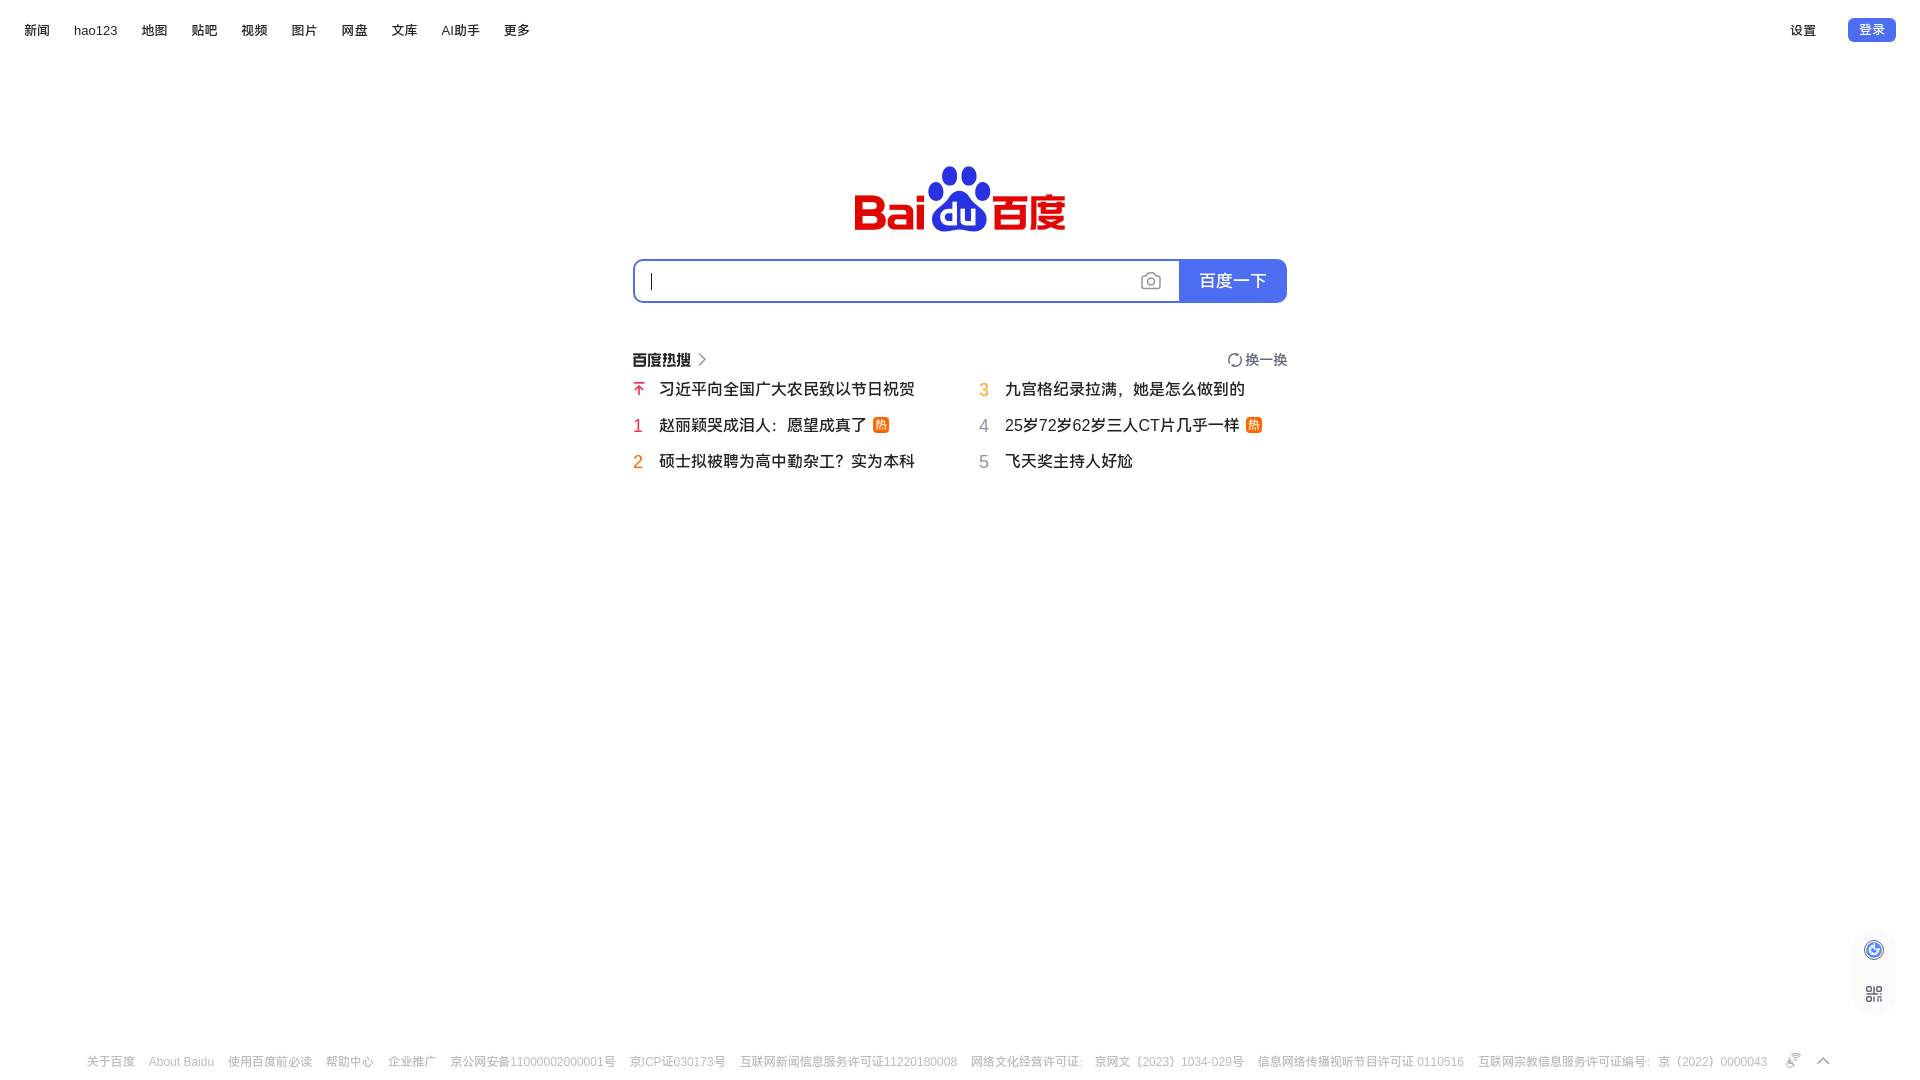 新闻 hao123 地图 贴吧 视频 图片 网盘 文库 AI助手 更多 设置 登录
Baidu百度
百度一下
百度热搜 换一换
习近平向全国广大农民致以节日祝贺
1 赵丽颖哭成泪人：愿望成真了 热
2 硕士拟被聘为高中勤杂工？实为本科
3 九宫格纪录拉满，她是怎么做到的
4 25岁72岁62岁三人CT片几乎一样 热
5 飞天奖主持人好尬
关于百度 About Baidu 使用百度前必读 帮助中心 企业推广 京公网安备11000002000001号 京ICP证030173号 互联网新闻信息服务许可证11220180008 网络文化经营许可证： 京网文〔2023〕1034-029号 信息网络传播视听节目许可证 0110516 互联网宗教信息服务许可证编号：京（2022）0000043